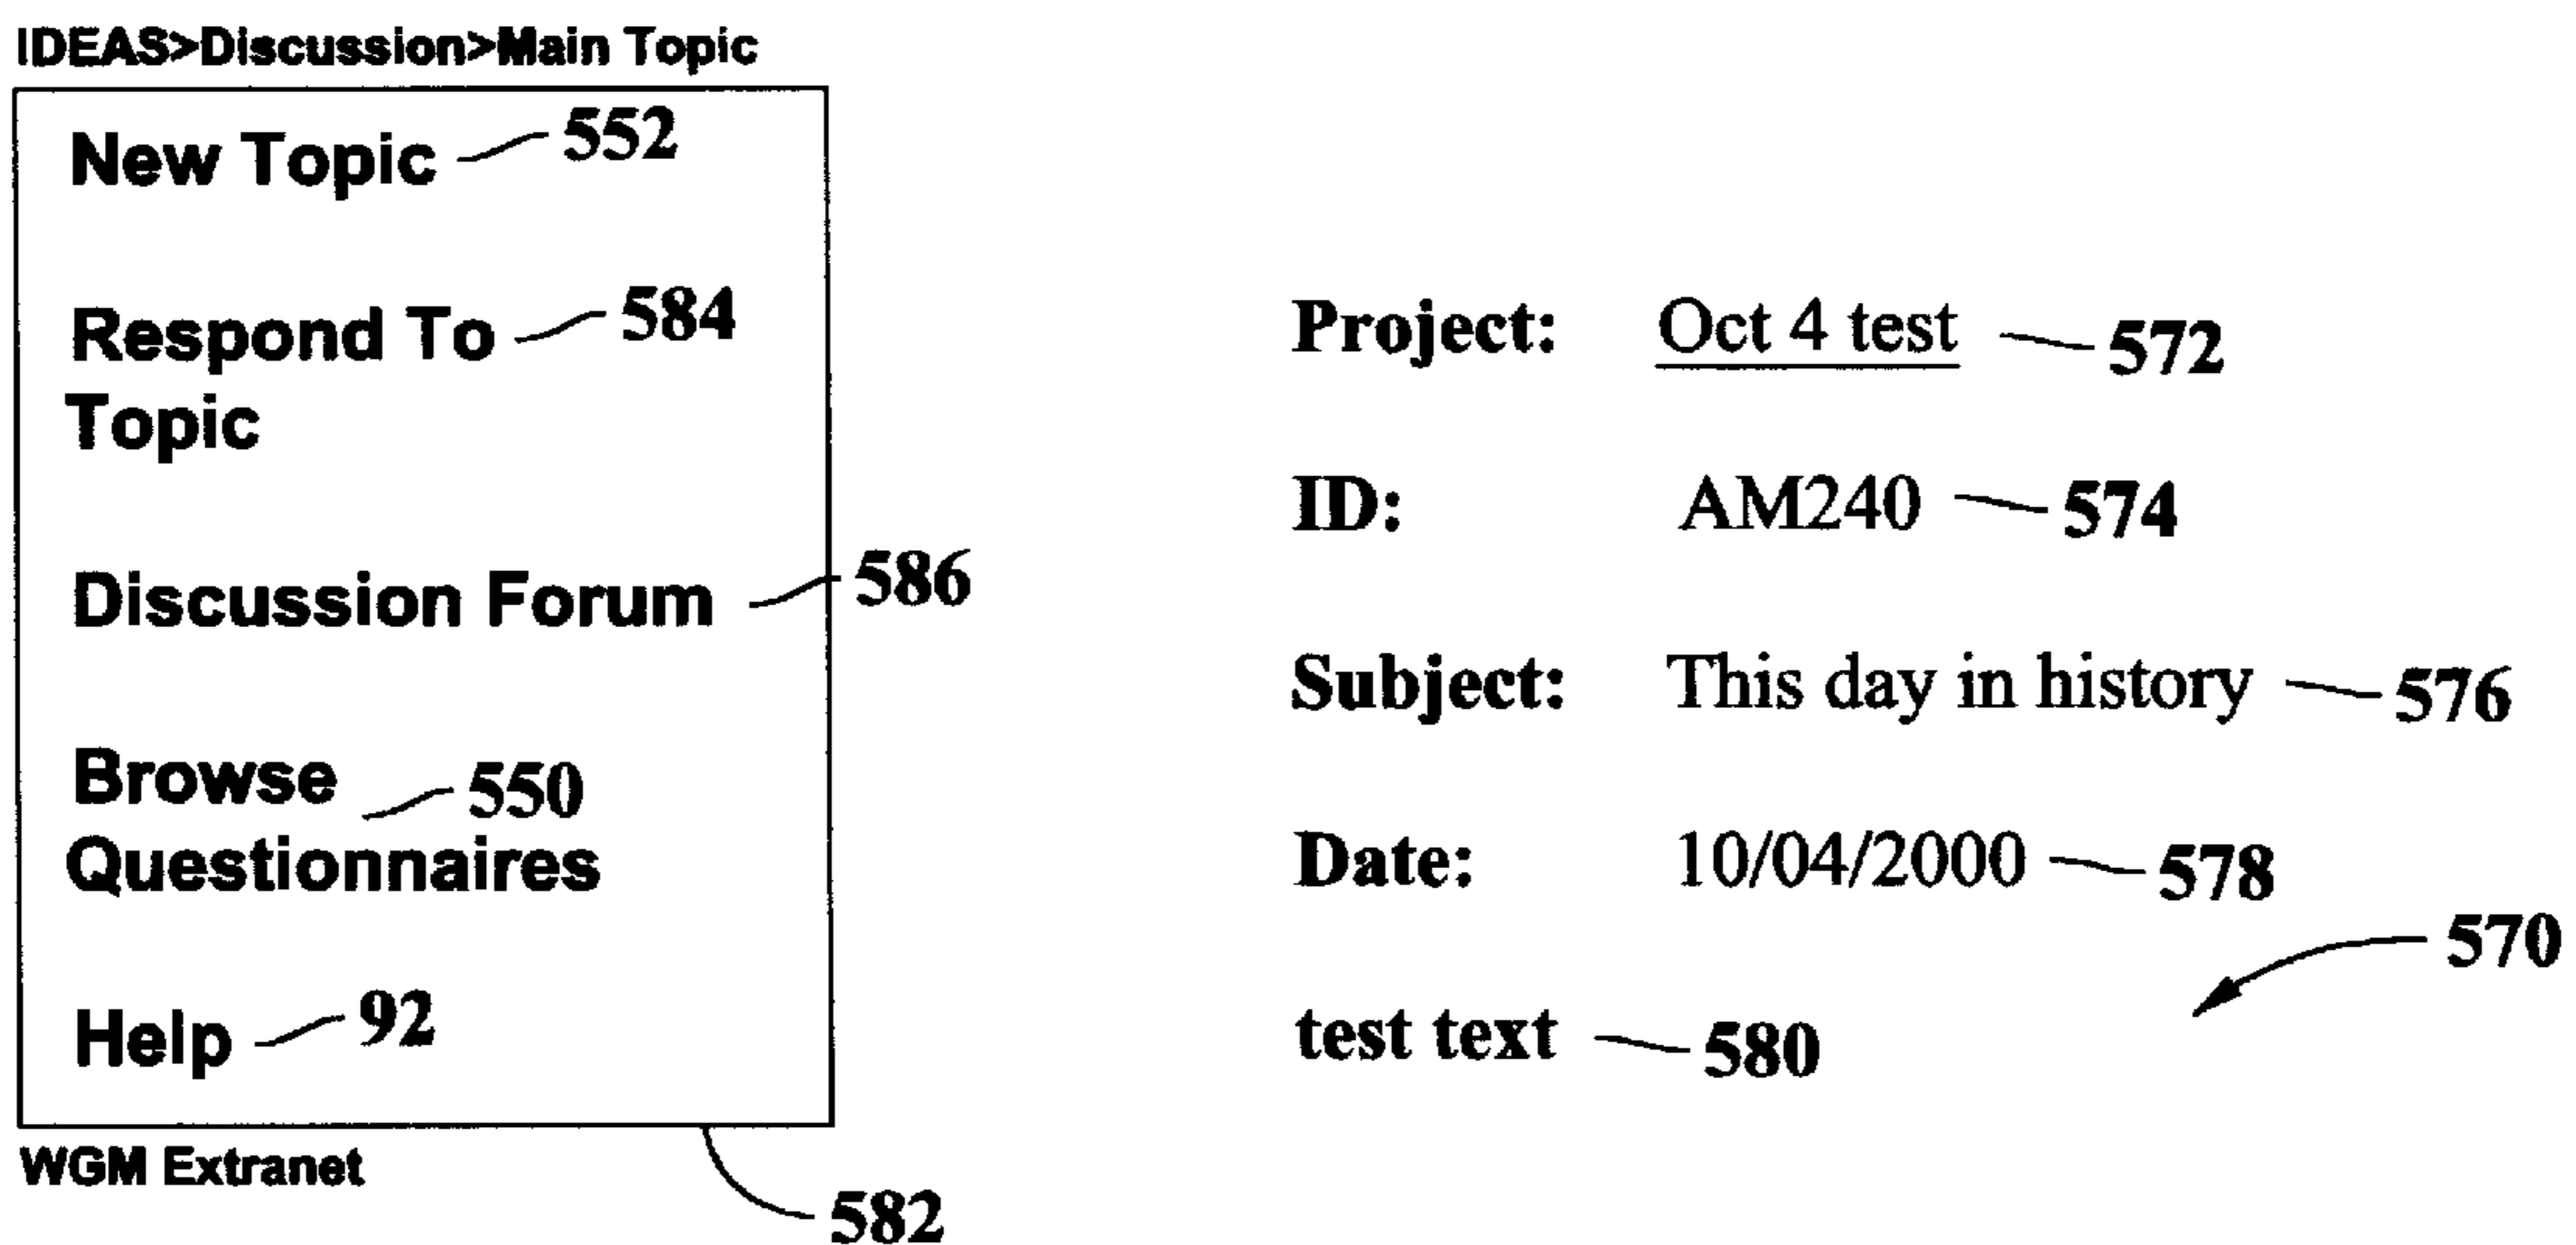 IDEAS>Discussion>Main Topic
New Topic 552
Respond To 584
Topic
Discussion Forum 586
Browse
550
Questionnaires
Help 92
WGM Extranet
582
Project: Oct 4 test 572
ID: AM240 574
Subject: This day in history 576
Date: 10/04/2000 578
570
test text 580